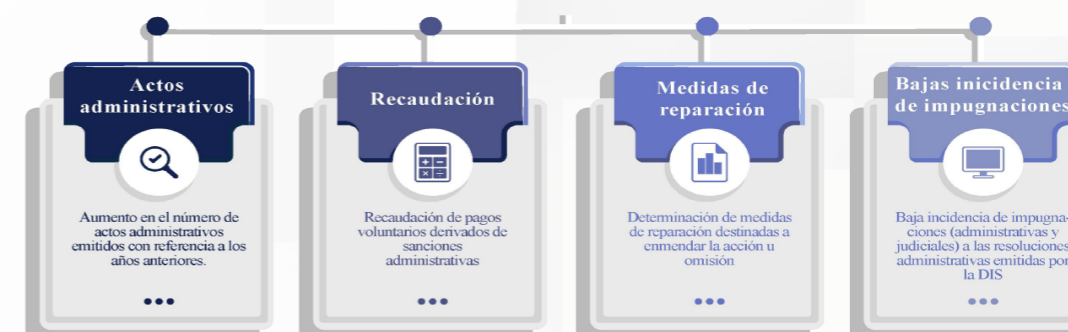 Actos
administrativos
Aumento en el número de
actos administrativos
emitidos con referencia a los
años anteriores.
Recaudación
Recaudación de pagos
voluntarios derivados de
sanciones
administrativas
Medidas de
reparación
Determinación de medidas
de reparación destinadas a
enmendar la acción u
omisión
Bajas inicidencia
de impugnaciones
Baja incidencia de impugna-
ciones (administrativas y
judiciales) a las resoluciones
administrativas emitidas por
la DIS